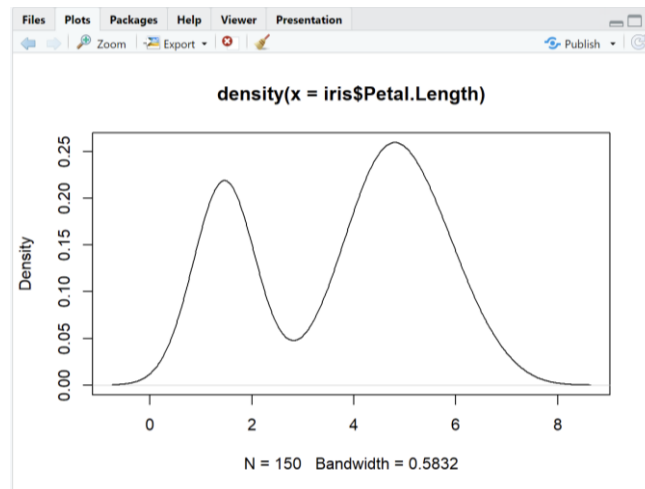 Files Plots Packages Help Viewer Presentation
Zoom Export Publish
density(x = iris$Petal.Length)
Density
0.00 0.05 0.10 0.15 0.20 0.25
0 2 4 6 8
N = 150 Bandwidth = 0.5832